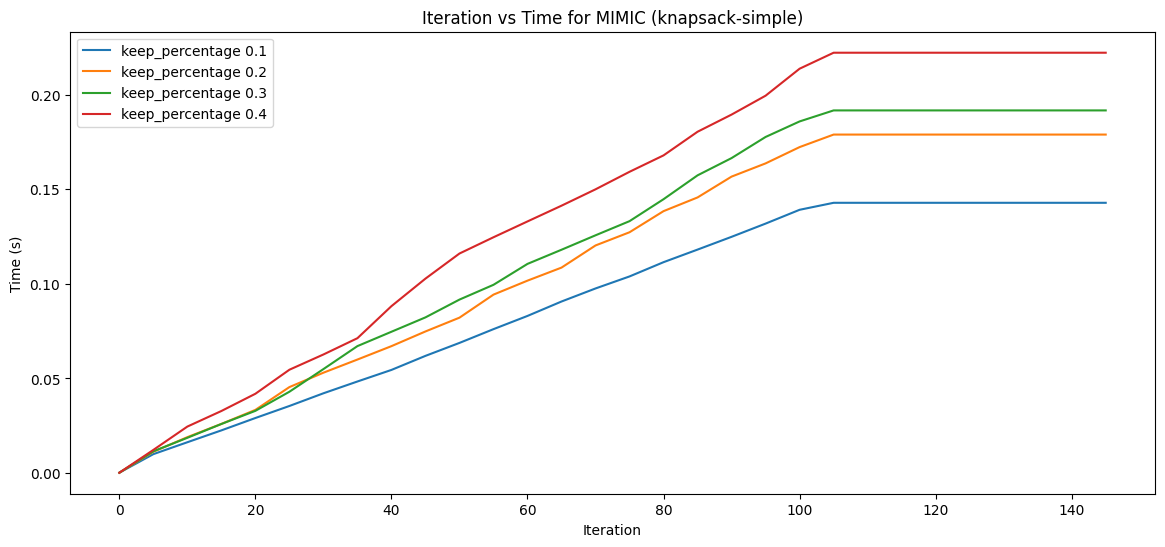 Iteration vs Time for MIMIC (knapsack-simple)
keep_percentage 0.1
keep_percentage 0.2
keep_percentage 0.3
keep_percentage 0.4
Time (s)
0.20
0.15
0.10
0.05
0.00
0 20 40 60 80 100 120 140
Iteration